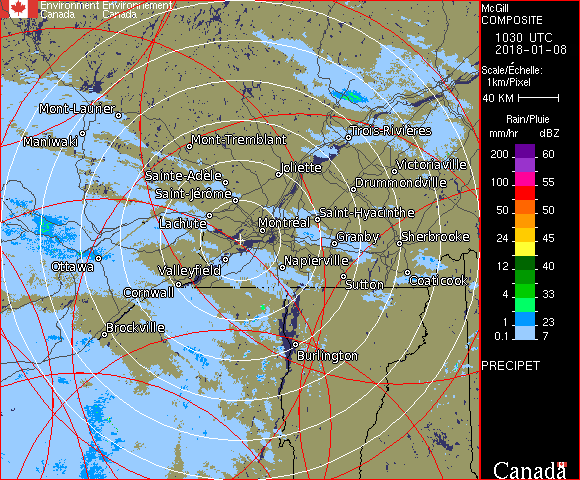 Environment Environnement
Canada Canada
McGill
COMPOSITE
1030 UTC
2018-01-08
Scale/Échelle:
1km/Pixel
40 KM
Rain/Pluie
mm/hr dBZ
200 60
150 57
100 55
50 50
24 45
12 40
4 33
1 23
0.1 7
PRECIPET
Canada
Mont-Laurier
Maniwaki
Mont-Tremblant
Trois-Rivières
Joliette
Victoriaville
Sainte-Adèle
Drummondville
Saint-Jérôme
Lachute
Saint-Hyacinthe
Montréal
Granby
Sherbrooke
Ottawa
Valleyfield
Napierville
Cornwall
Sutton
Coaticook
Brockville
Burlington